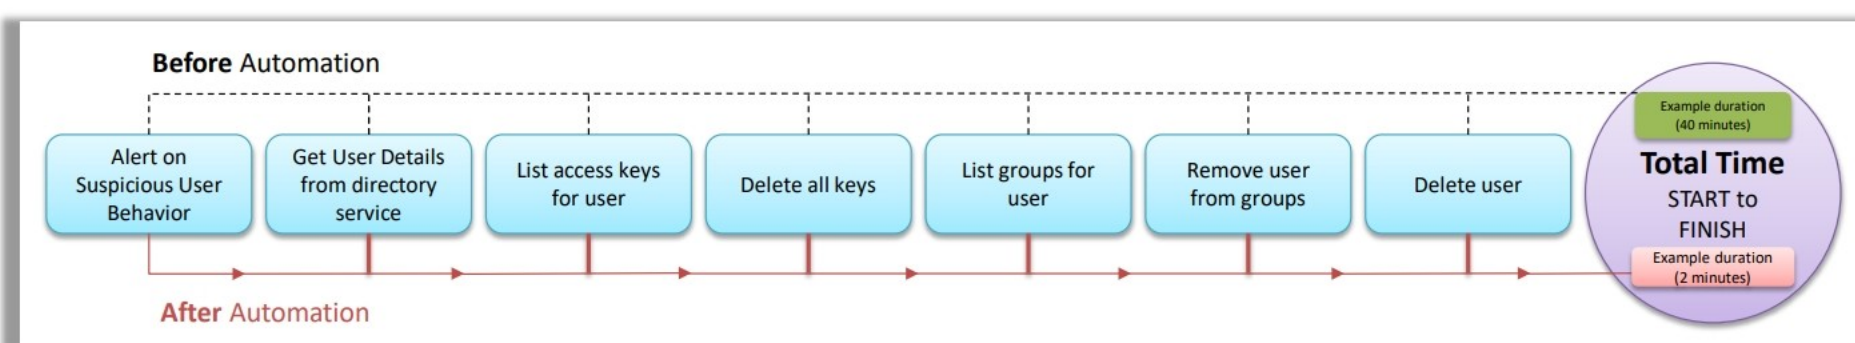 Before Automation
Alert on
Suspicious User
Behavior
Get User Details
from directory
service
List access keys
for user
Delete all keys
List groups for
user
Remove user
from groups
Delete user
Example duration
(40 minutes)
Total Time
START to
FINISH
Example duration
(2 minutes)
After Automation